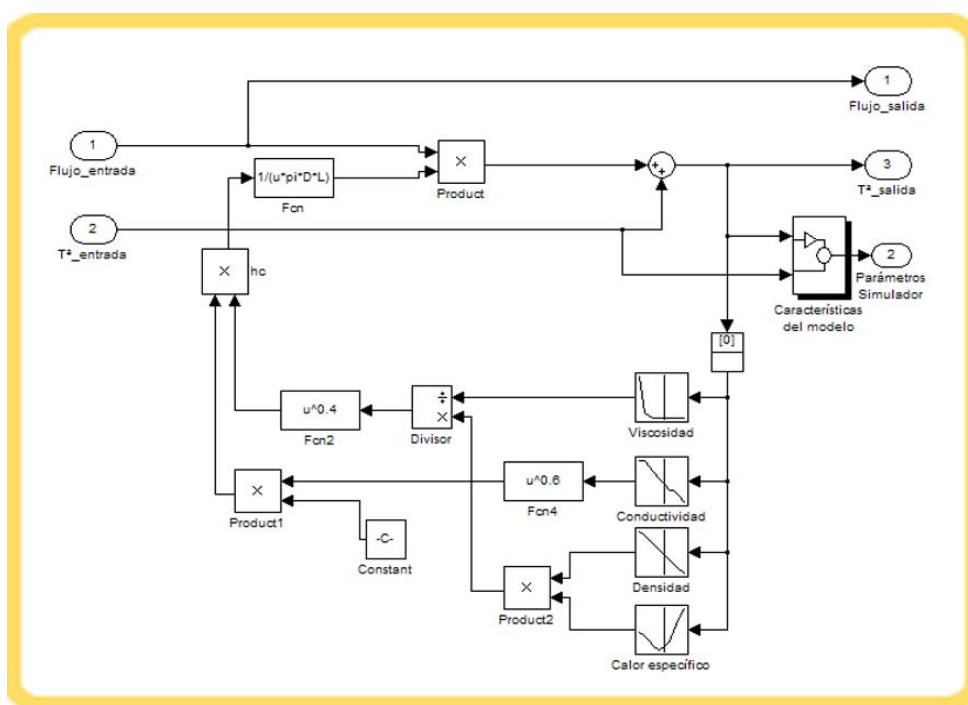 1
Flujo_salida
1
Flujo_entrada
1/(u*pi*D*L)
Fcn
×
Product
3
Tª_salida
2
Tª_entrada
×
hc
2
Parámetros
Simulador
Características
del modelo
[0]
u^0.4
Fcn2
÷
×
Divisor
Viscosidad
×
Product1
u^0.6
Fcn4
Conductividad
-C-
Constant
×
Product2
Densidad
Calor específico